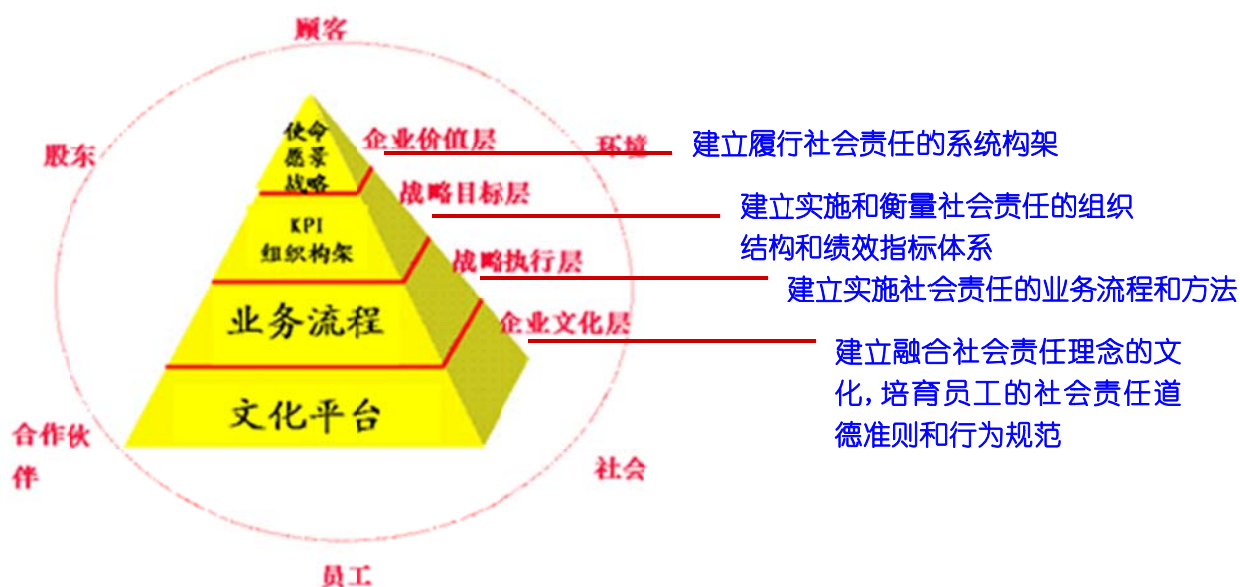 顾客
股东
环境
使命
愿景
战略
企业价值层
建立履行社会责任的系统构架
战略目标层
建立实施和衡量社会责任的组织
结构和绩效指标体系
KPI
组织构架
战略执行层
建立实施社会责任的业务流程和方法
业务流程
企业文化层
建立融合社会责任理念的文
化,培育员工的社会责任道
德准则和行为规范
文化平台
合作伙
伴
社会
员工